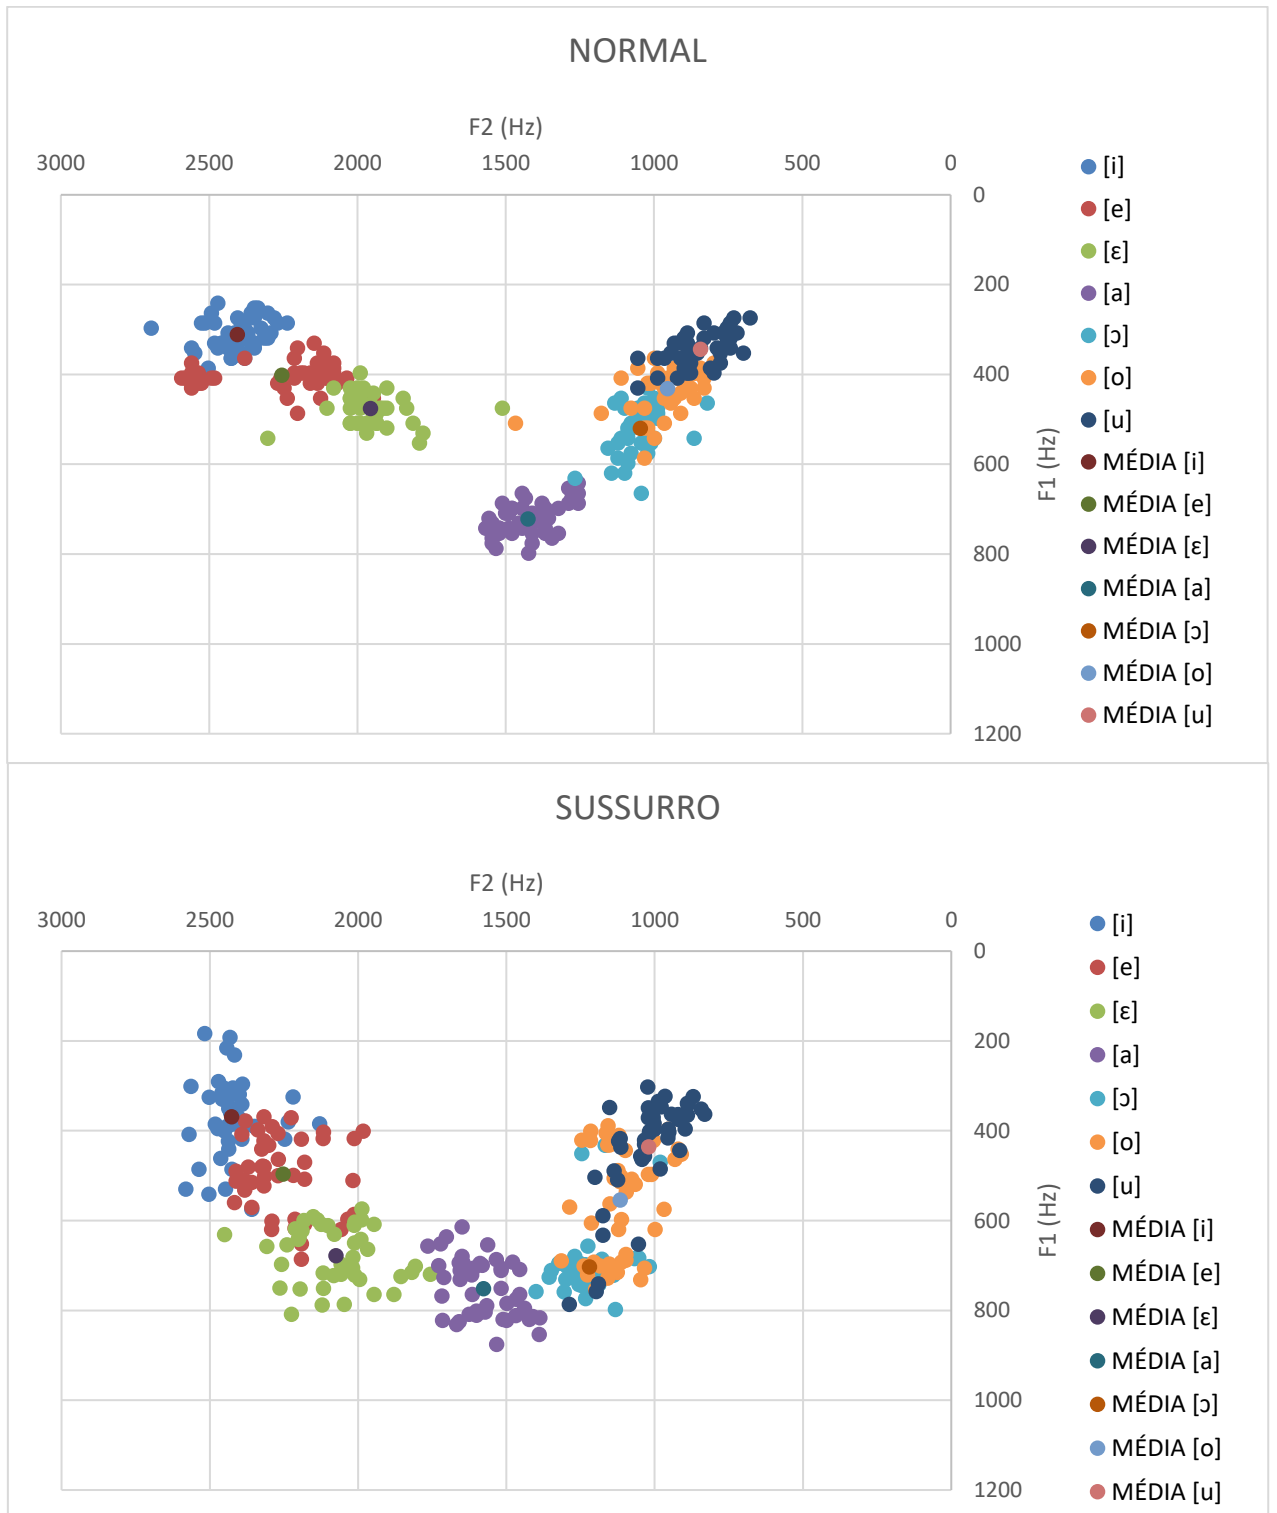 NORMAL
F2 (Hz)
3000 2500 2000 1500 1000 500 0
0
200
400
600
800
1000
1200
F1 (Hz)
[i]
[e]
[ɛ]
[a]
[ɔ]
[o]
[u]
MÉDIA [i]
MÉDIA [e]
MÉDIA [ɛ]
MÉDIA [a]
MÉDIA [ɔ]
MÉDIA [o]
MÉDIA [u]
SUSSURRO
F2 (Hz)
3000 2500 2000 1500 1000 500 0
0
200
400
600
800
1000
1200
F1 (Hz)
[i]
[e]
[ɛ]
[a]
[ɔ]
[o]
[u]
MÉDIA [i]
MÉDIA [e]
MÉDIA [ɛ]
MÉDIA [a]
MÉDIA [ɔ]
MÉDIA [o]
MÉDIA [u]